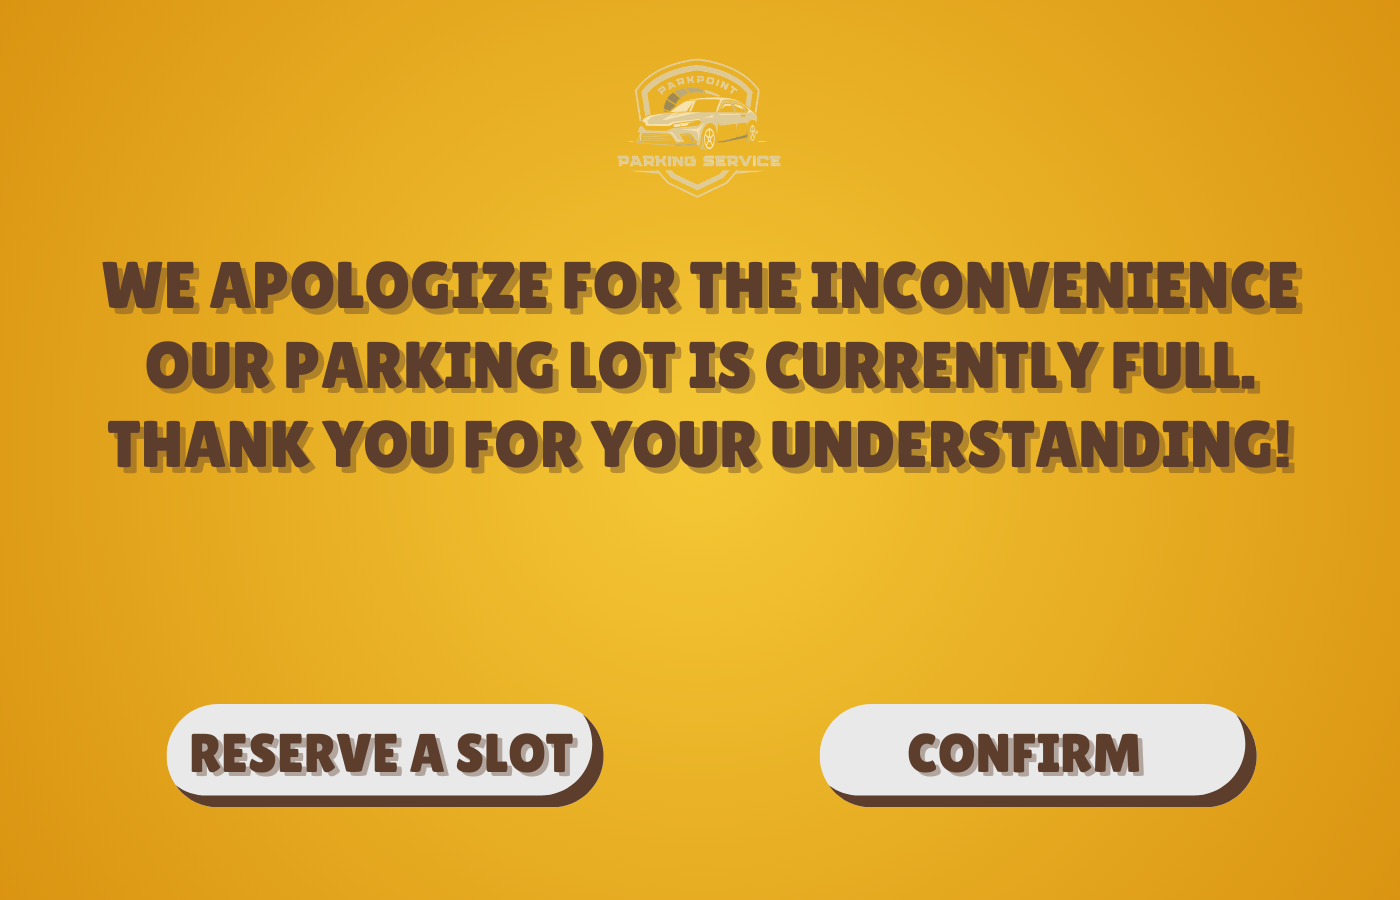 PARKPOINT
PARKING SERVICE
WE APOLOGIZE FOR THE INCONVENIENCE
OUR PARKING LOT IS CURRENTLY FULL.
THANK YOU FOR YOUR UNDERSTANDING!
RESERVE A SLOT
CONFIRM